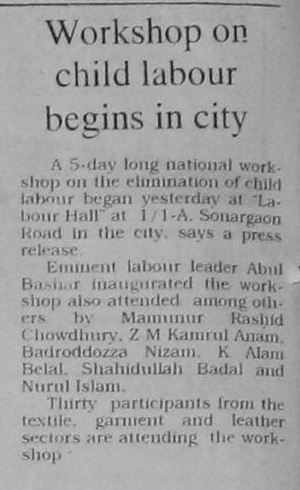 Workshop on
child labour
begins in city
A 5-day long national work-
shop on the elimination of child
labour began yesterday at "La-
bour Hall" at 1/1-A, Sonargaon
Road in the city, says a press
release.
Eminent labour leader Abul
Bashar inaugurated the work-
shop also attended among oth-
ers by Mamunur Rashid
Chowdhury, Z M Kamrul Anam,
Badroddozza Nizam, K Alam
Belal, Shahidullah Badal and
Nurul Islam.
Thirty participants from the
textile, garment and leather
sectors are attending the work-
shop